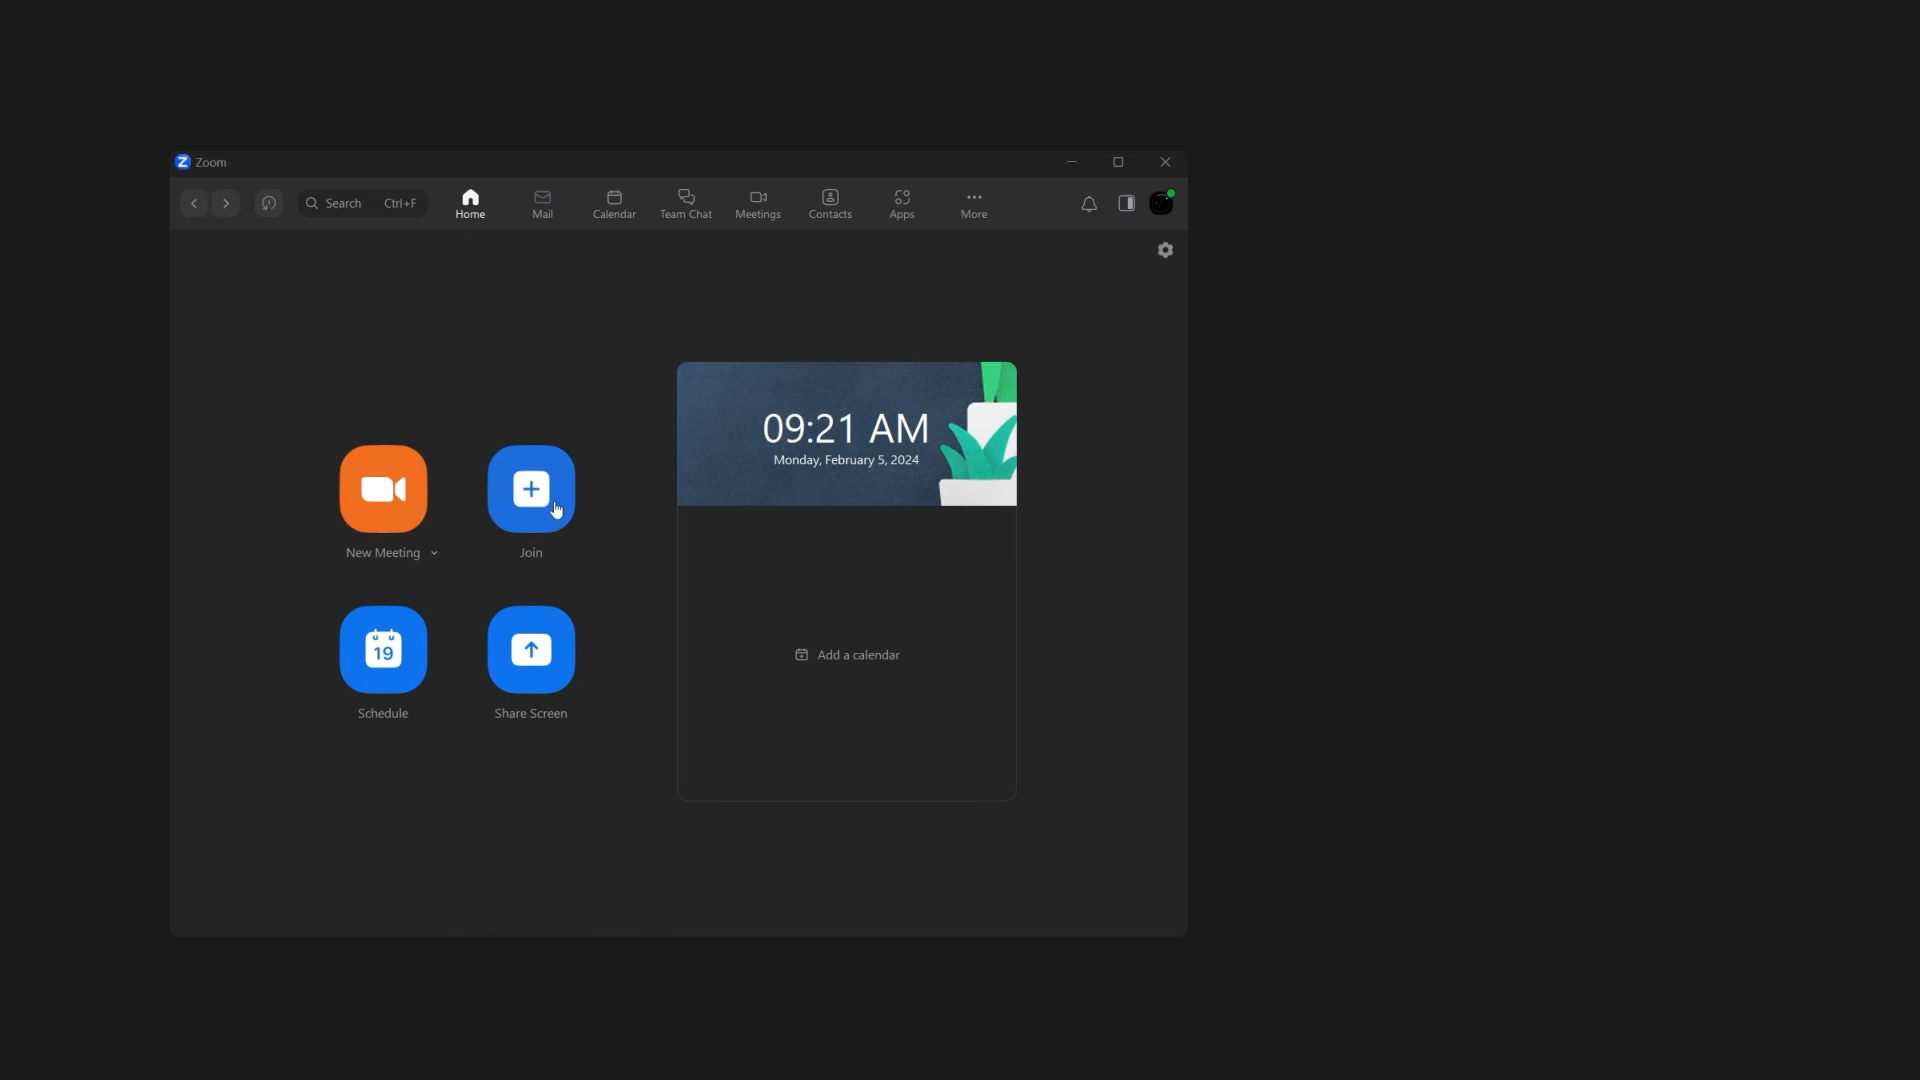 Zoom
Search Ctrl+F
Home
Mail
Calendar
Team Chat
Meetings
Contacts
Apps
More
09:21 AM
Monday, February 5, 2024
New Meeting
Join
19
Schedule
Share Screen
Add a calendar